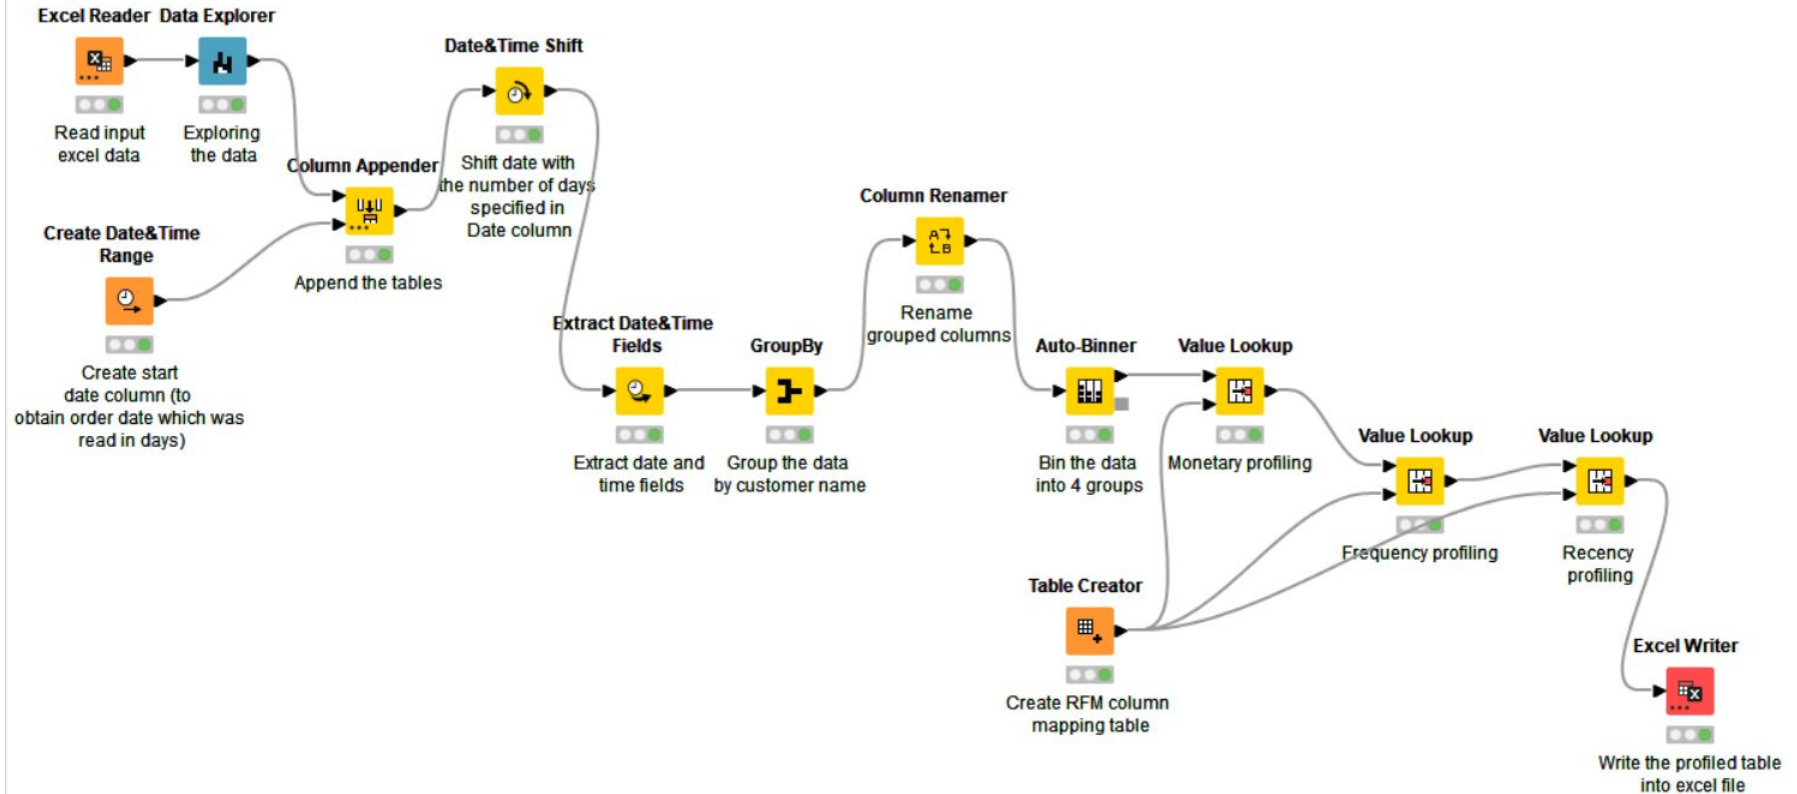 Excel Reader
Read input
excel data
Data Explorer
Exploring
the data
Create Date&Time
Range
Create start
date column (to
obtain order date which was
read in days)
Column Appender
Append the tables
Date&Time Shift
Shift date with
the number of days
specified in
Date column
Extract Date&Time
Fields
Extract date and
time fields
GroupBy
Group the data
by customer name
Column Renamer
Rename
grouped columns
Auto-Binner
Bin the data
into 4 groups
Value Lookup
Monetary profiling
Value Lookup
Frequency profiling
Value Lookup
Recency
profiling
Table Creator
Create RFM column
mapping table
Excel Writer
Write the profiled table
into excel file